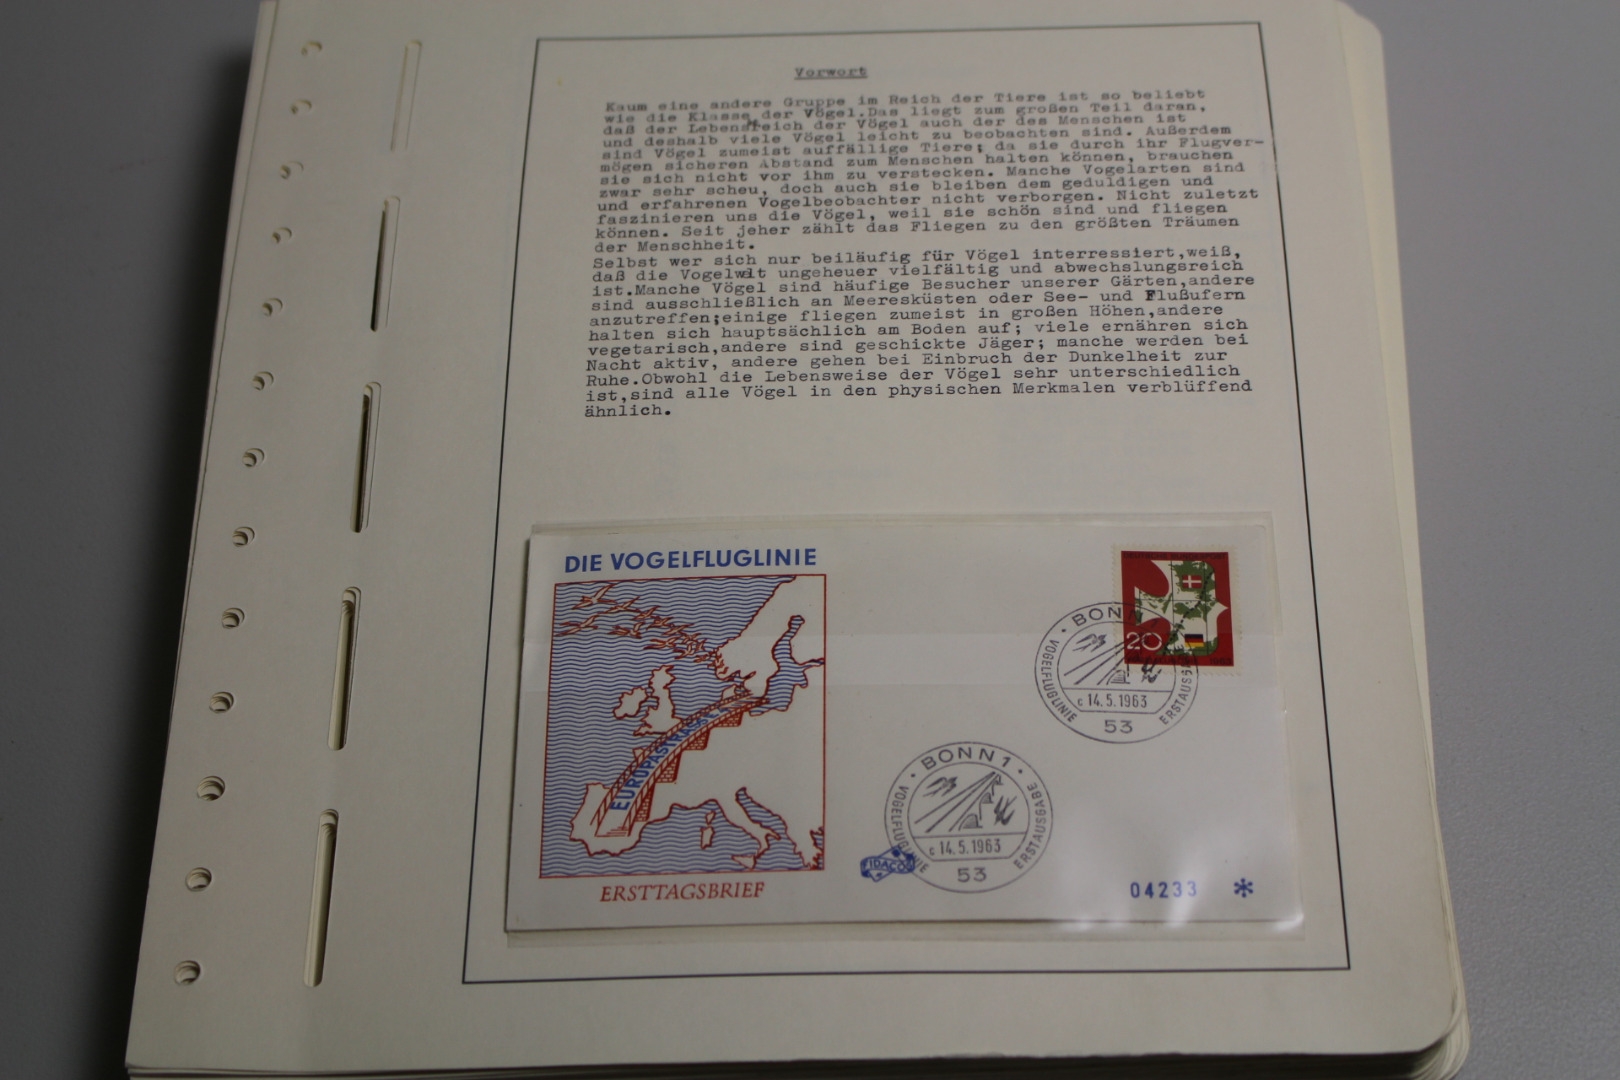 Vorwort
Kaum eine andere Gruppe im Reich der Tiere ist so beliebt
wie die Klasse der Vögel.Das liegt zum großen Teil daran,
daß der Lebensbereich der Vögel auch der des Menschen ist
und deshalb viele Vögel leicht zu beobachten sind. Außerdem
sind Vögel zumeist auffällige Tiere; da sie durch ihr Flugver-
mögen sicheren Abstand zum Menschen halten können, brauchen
sie sich nicht vor ihm zu verstecken. Manche Vogelarten sind
zwar sehr scheu, doch auch sie bleiben dem geduldigen und
und erfahrenen Vogelbeobachter nicht verborgen. Nicht zuletzt
faszinieren uns die Vögel, weil sie schön sind und fliegen
können. Seit jeher zählt das Fliegen zu den größten Träumen
der Menschheit.
Selbst wer sich nur beiläufig für Vögel interressiert,weiß,
daß die Vogelwelt ungeheuer vielfältig und abwechslungsreich
ist.Manche Vögel sind häufige Besucher unserer Gärten,andere
sind ausschließlich an Meeresküsten oder See- und Flußufern
anzutreffen;einige fliegen zumeist in großen Höhen,andere
halten sich hauptsächlich am Boden auf; viele ernähren sich
vegetarisch,andere sind geschickte Jäger; manche werden bei
Nacht aktiv, andere gehen bei Einbruch der Dunkelheit zur
Ruhe.Obwohl die Lebensweise der Vögel sehr unterschiedlich
ist,sind alle Vögel in den physischen Merkmalen verblüffend
ähnlich.
DIE VOGELFLUGLINIE
EUROPASTRASSE
ERSTTAGSBRIEF
DEUTSCHE BUNDESPOST
20
1963
BONN 1
VOGELFLUGLINIE
c 14.5.1963
ERSTAUSGABE
53
BONN 1
VOGELFLUGLINIE
c 14.5.1963
ERSTAUSGABE
53
FIDACOS
04233 *